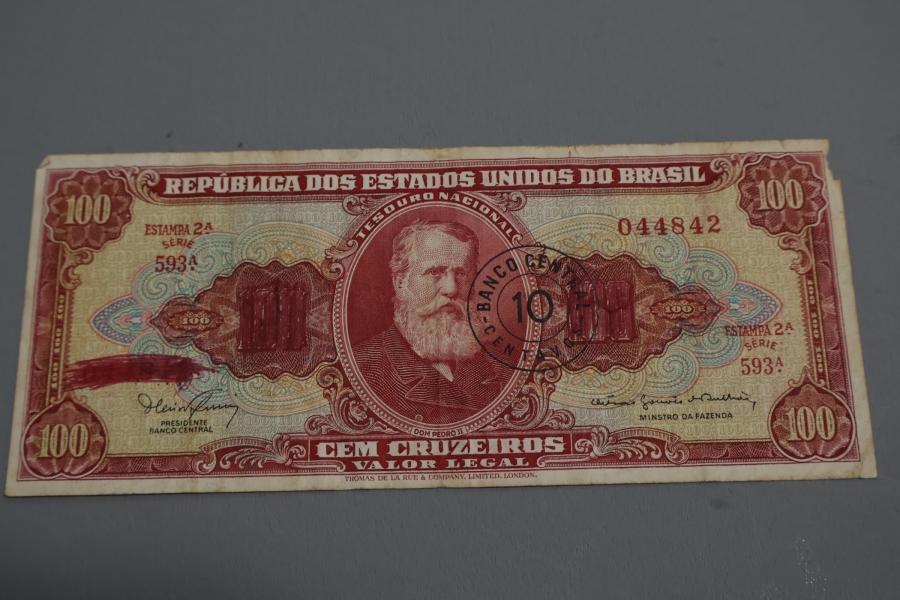 REPÚBLICA DOS ESTADOS UNIDOS DO BRASIL
TESOURO NACIONAL
100
100
ESTAMPA 2ª
SÉRIE
593ª
044842
BANCO CENTRAL
10
CENTAVOS
100
100
ESTAMPA 2ª
SÉRIE
593ª
PRESIDENTE
BANCO CENTRAL
MINSTRO DA FAZENDA
DOM PEDRO II
100
100
CEM CRUZEIROS
VALOR LEGAL
THOMAS DE LA RUE & COMPANY, LIMITED, LONDON.